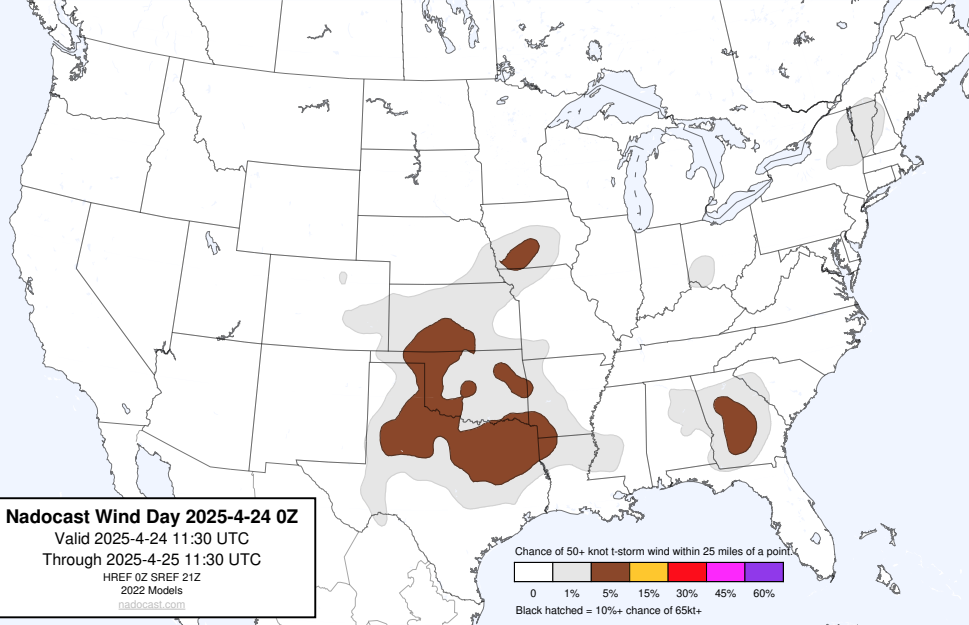 Nadocast Wind Day 2025-4-24 0Z
Valid 2025-4-24 11:30 UTC
Through 2025-4-25 11:30 UTC
HREF 0Z SREF 21Z
2022 Models
nadocast.com
Chance of 50+ knot t-storm wind within 25 miles of a point.
0 1% 5% 15% 30% 45% 60%
Black hatched = 10%+ chance of 65kt+